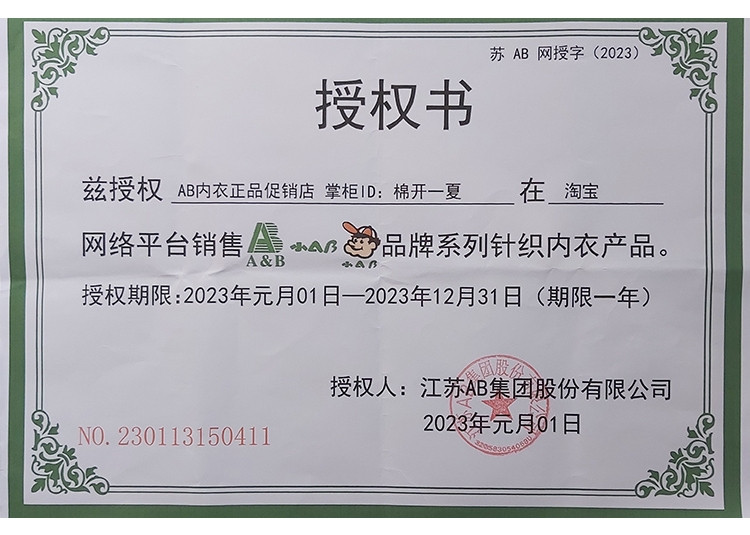 苏 AB 网授字（2023）
授权书
兹授权 AB内衣正品促销店 掌柜ID：棉开一夏 在 淘宝
网络平台销售 A&B 小AB 小AB 品牌系列针织内衣产品。
授权期限:2023年元月01日—2023年12月31日（期限一年）
授权人：江苏AB集团股份有限公司
2023年元月01日
NO.230113150411